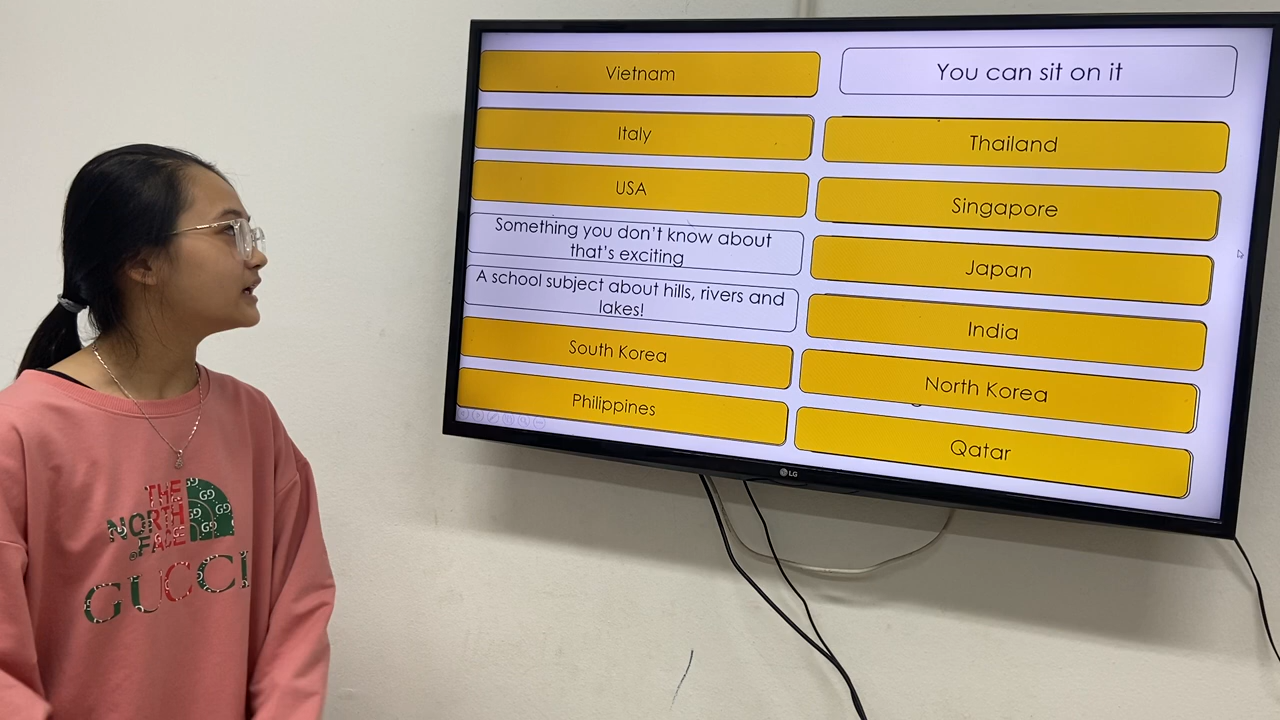 Vietnam
Italy
USA
Something you don't know about
that's exciting
A school subject about hills, rivers and
lakes!
South Korea
Philippines
You can sit on it
Thailand
Singapore
Japan
India
North Korea
Qatar
LG
THE
NORTH
FACE
GUCCI